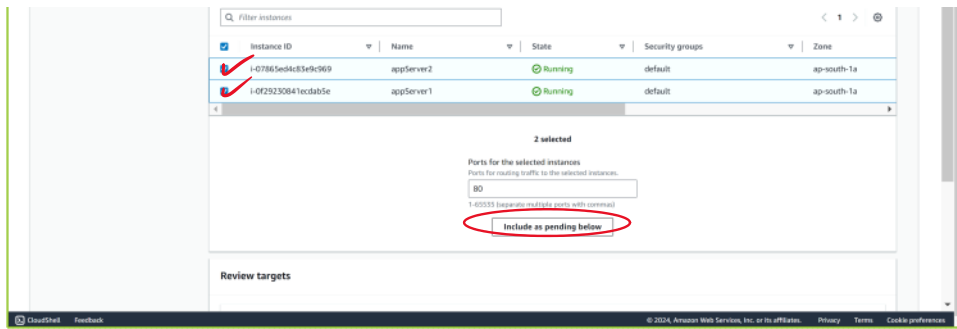 Filter instances
1
Instance ID Name State Security groups Zone
i-07865ed4c83e9c969 appServer2 Running default ap-south-1a
i-0f29230841ecdab5e appServer1 Running default ap-south-1a
2 selected
Ports for the selected instances
Ports for routing traffic to the selected instances.
80
1-65535 (separate multiple ports with commas)
Include as pending below
Review targets
CloudShell Feedback © 2024, Amazon Web Services, Inc. or its affiliates. Privacy Terms Cookie preferences